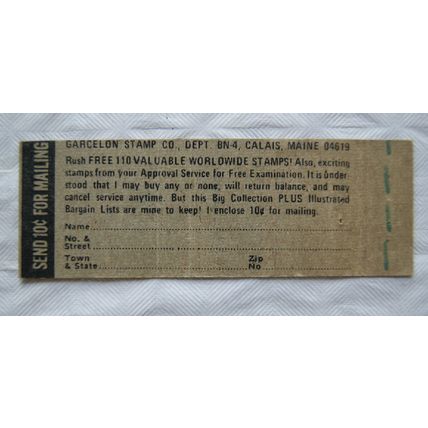 SEND 10¢ FOR MAILING
GARCELON STAMP CO., DEPT. BN-4, CALAIS, MAINE 04619
Rush FREE 110 VALUABLE WORLDWIDE STAMPS! Also, exciting
stamps from your Approval Service for Free Examination. It is under
stood that I may buy any or none, will return balance, and may
cancel service anytime. But this Big Collection PLUS Illustrated
Bargain Lists are mine to keep! I enclose 10¢ for mailing.
Name
No. &
Street
Town Zip
& State No